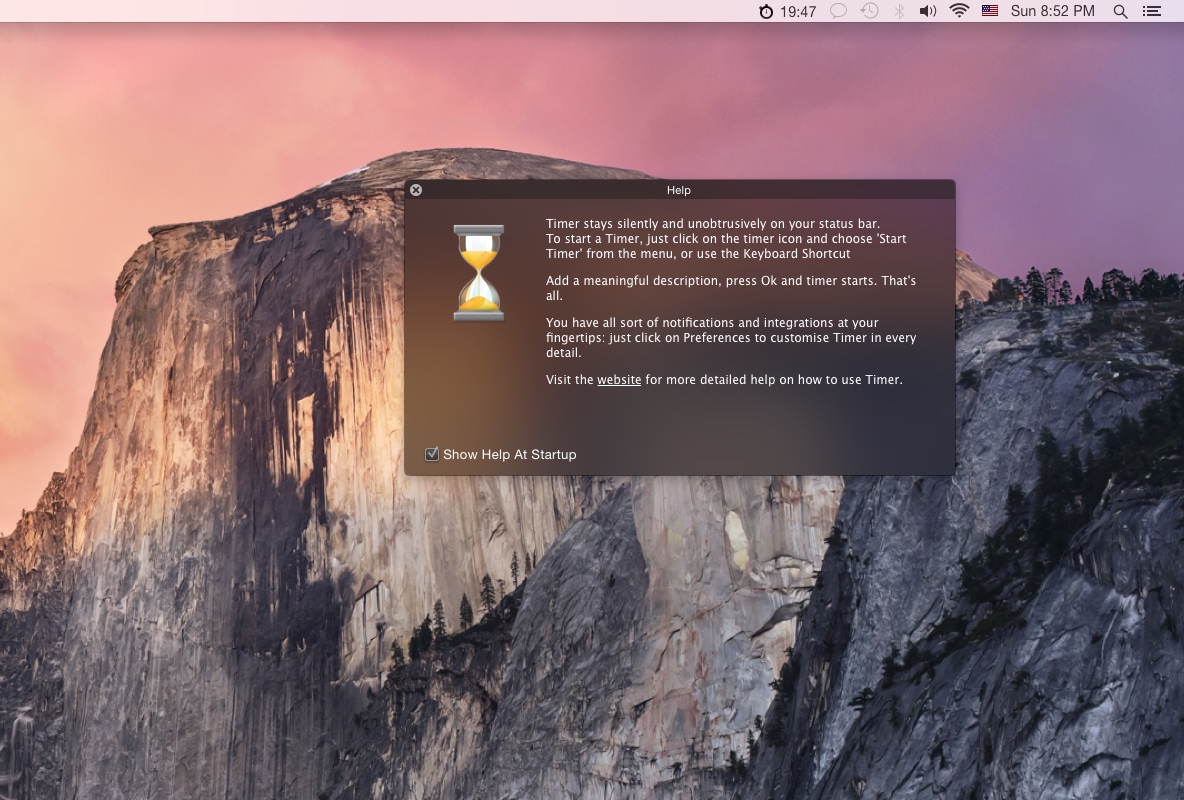 19:47 Sun 8:52 PM
Help
Timer stays silently and unobtrusively on your status bar.
To start a Timer, just click on the timer icon and choose 'Start
Timer' from the menu, or use the Keyboard Shortcut
Add a meaningful description, press Ok and timer starts. That's
all.
You have all sort of notifications and integrations at your
fingertips: just click on Preferences to customise Timer in every
detail.
Visit the website for more detailed help on how to use Timer.
Show Help At Startup